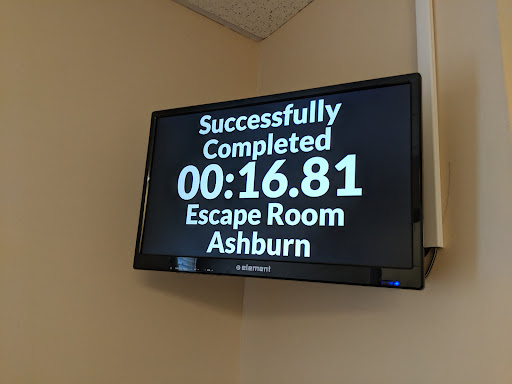 Successfully
Completed
00:16.81
Escape Room
Ashburn
element